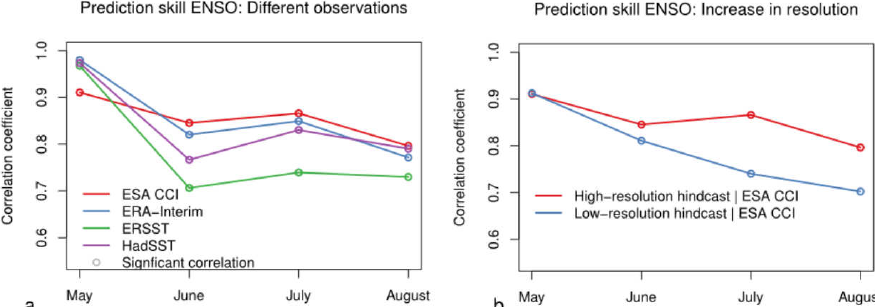 Prediction skill ENSO: Different observations
Correlation coefficient
1.0
0.9
0.8
0.7
0.6
ESA CCI
ERA−Interim
ERSST
HadSST
Signficant correlation
May
June
July
August
a
Prediction skill ENSO: Increase in resolution
Correlation coefficient
1.0
0.9
0.8
0.7
0.6
High−resolution hindcast | ESA CCI
Low−resolution hindcast | ESA CCI
May
June
July
Augus
b